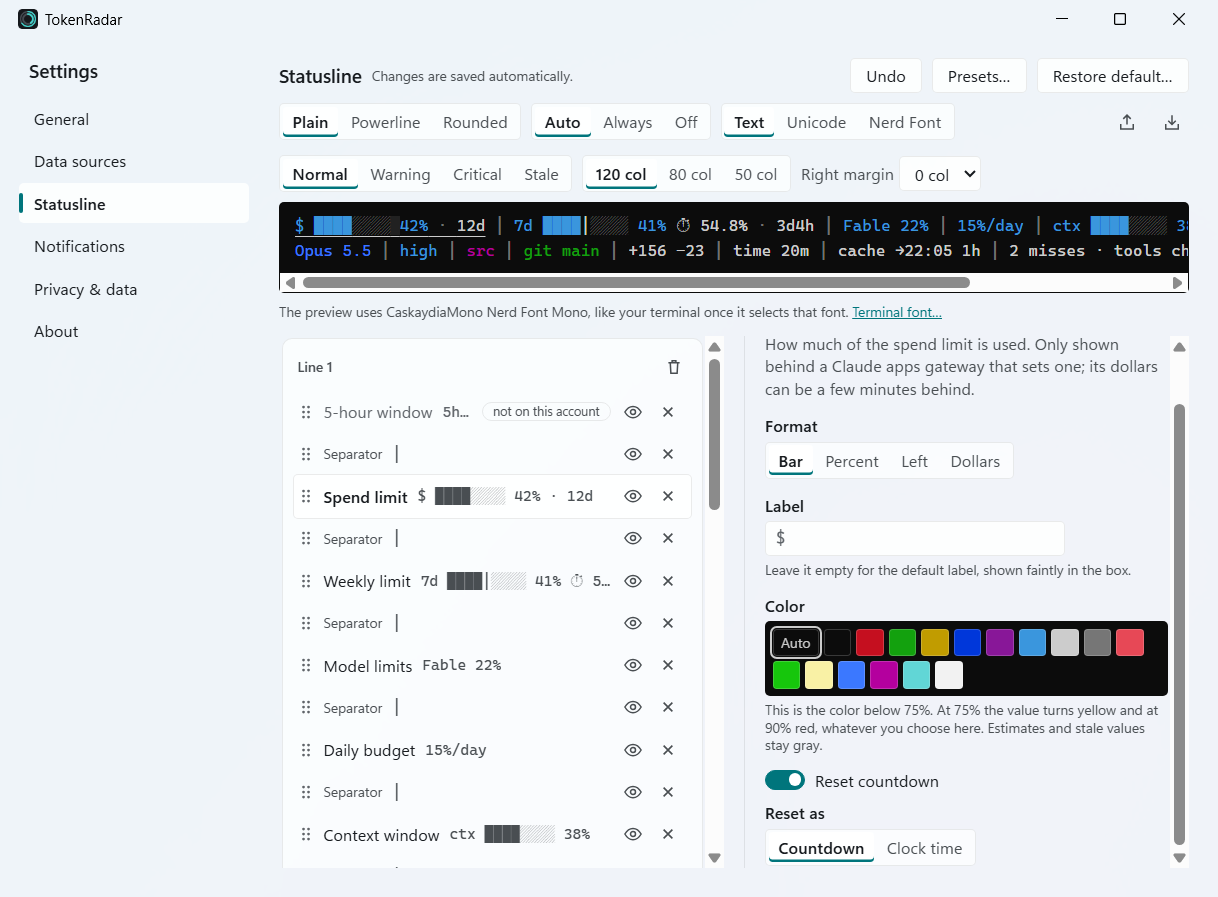 TokenRadar
Settings
General
Data sources
Statusline
Notifications
Privacy & data
About
Statusline Changes are saved automatically.
Undo Presets... Restore default...
Plain Powerline Rounded Auto Always Off Text Unicode Nerd Font
Normal Warning Critical Stale 120 col 80 col 50 col Right margin 0 col
$ ████░░░░░42% · 12d | 7d ████|░░░░ 41% ⏱ 54.8% · 3d4h | Fable 22% | 15%/day | ctx ████░░░░ 38
Opus 5.5 | high | src | git main | +156 −23 | time 20m | cache →22:05 1h | 2 misses · tools ch
The preview uses CaskaydiaMono Nerd Font Mono, like your terminal once it selects that font. Terminal font...
Line 1
5-hour window 5h... not on this account
Separator |
Spend limit $ ████░░░░ 42% · 12d
Separator |
Weekly limit 7d ████|░░░░ 41% ⏱ 5...
Separator |
Model limits Fable 22%
Separator |
Daily budget 15%/day
Separator |
Context window ctx ████░░░░ 38%
How much of the spend limit is used. Only shown
behind a Claude apps gateway that sets one; its dollars
can be a few minutes behind.
Format
Bar Percent Left Dollars
Label
$
Leave it empty for the default label, shown faintly in the box.
Color
Auto
This is the color below 75%. At 75% the value turns yellow and at
90% red, whatever you choose here. Estimates and stale values
stay gray.
Reset countdown
Reset as
Countdown Clock time